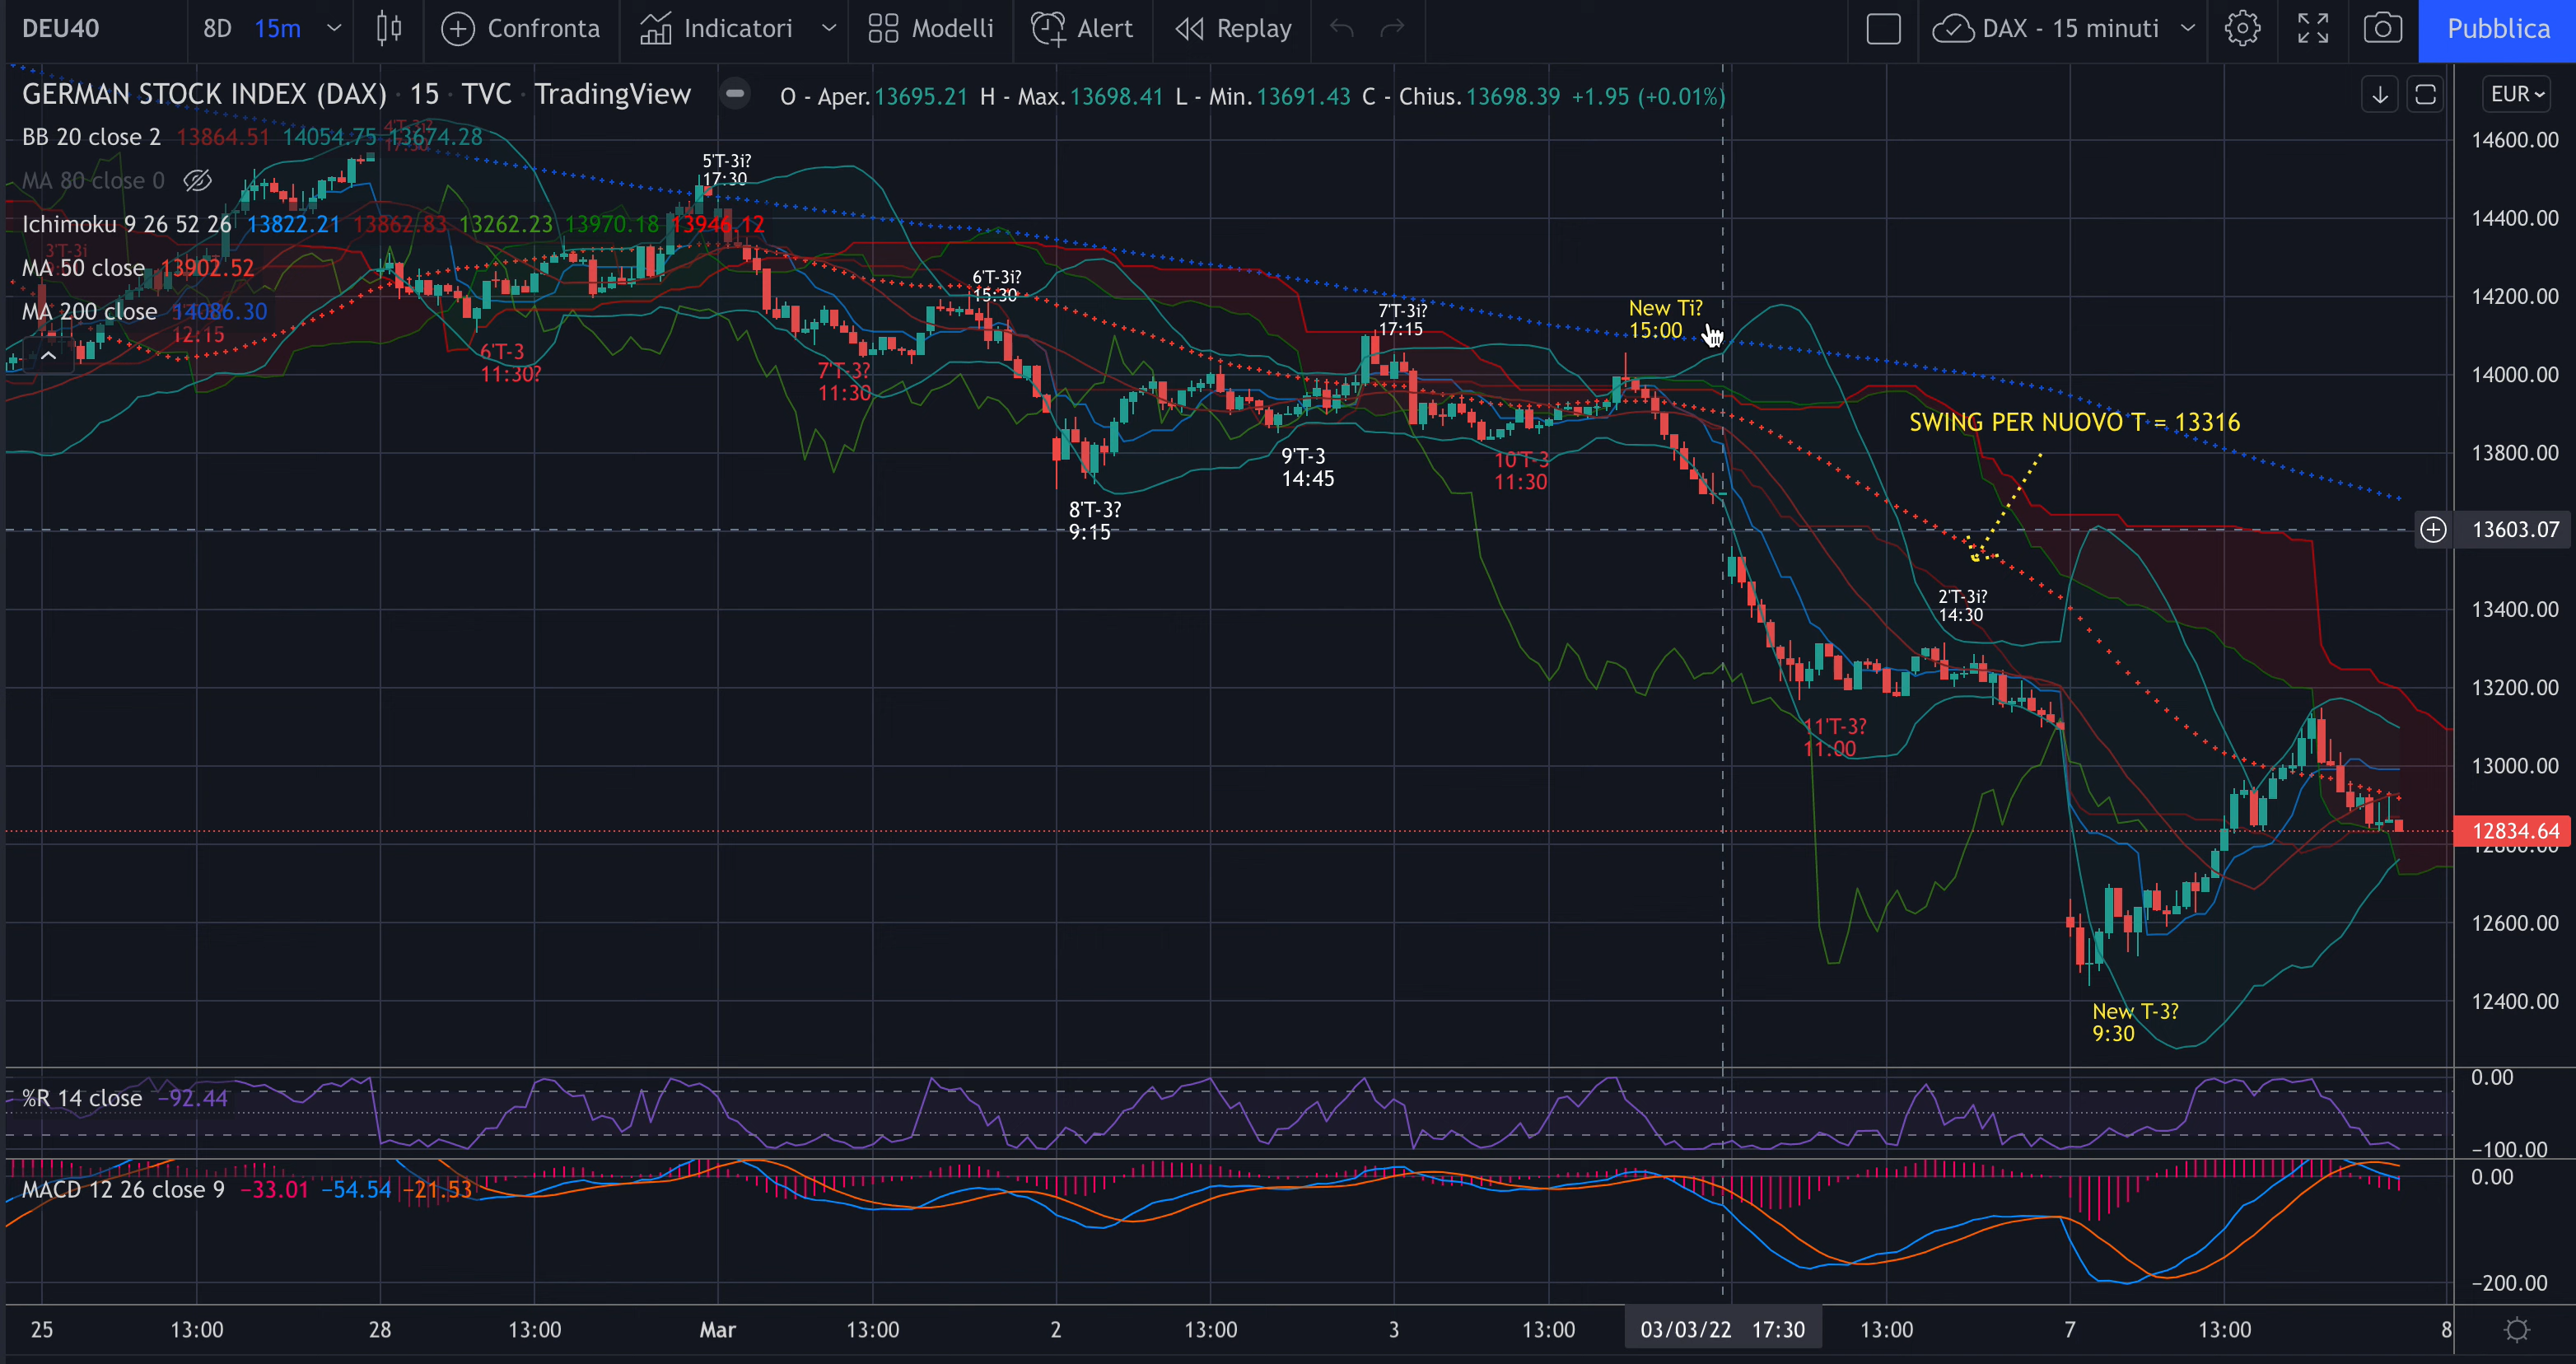 DEU40 8D 15m Confronta Indicatori Modelli Alert Replay DAX - 15 minuti Pubblica
GERMAN STOCK INDEX (DAX) · 15 · TVC · TradingView O - Aper.13695.21 H - Max.13698.41 L - Min.13691.43 C - Chius.13698.39 +1.95 (+0.01%)
EUR
BB 20 close 2 13864.51 14054.75 13674.28
4'T-3i?
17:30
MA 80 close 0
Ichimoku 9 26 52 26 13822.21 13862.83 13262.23 13970.18 13946.12
3'T-3i
MA 50 close 13902.52
MA 200 close 14086.30
12:15
5'T-3i?
17:30
6'T-3
11:30?
7'T-3?
11:30
6'T-3i?
15:30
8'T-3?
9:15
9'T-3
14:45
7'T-3i?
17:15
10'T-3
11:30
New Ti?
15:00
SWING PER NUOVO T = 13316
2'T-3i?
14:30
11'T-3?
11:00
New T-3?
9:30
14600.00
14400.00
14200.00
14000.00
13800.00
13603.07
13400.00
13200.00
13000.00
12834.64
12800.00
12600.00
12400.00
%R 14 close −92.44
0.00
−100.00
MACD 12 26 close 9 −33.01 −54.54 −21.53
0.00
−200.00
25 13:00 28 13:00 Mar 13:00 2 13:00 3 13:00 03/03/22 17:30 13:00 7 13:00 8